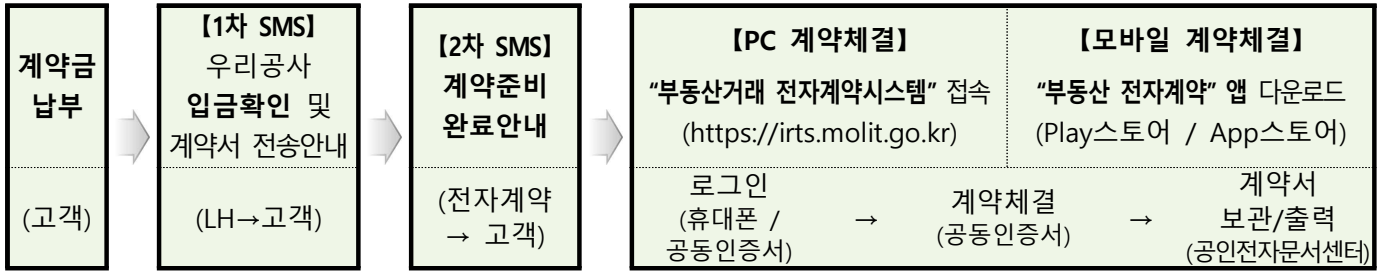 계약금
납부
(고객)
【1차 SMS】
우리공사
입금확인 및
계약서 전송안내
(LH→고객)
【2차 SMS】
계약준비
완료안내
(전자계약
→ 고객)
【PC 계약체결】
“부동산거래 전자계약시스템” 접속
(https://irts.molit.go.kr)
【모바일 계약체결】
“부동산 전자계약” 앱 다운로드
(Play스토어 / App스토어)
로그인
(휴대폰 /
공동인증서)
→
계약체결
(공동인증서)
→
계약서
보관/출력
(공인전자문서센터)